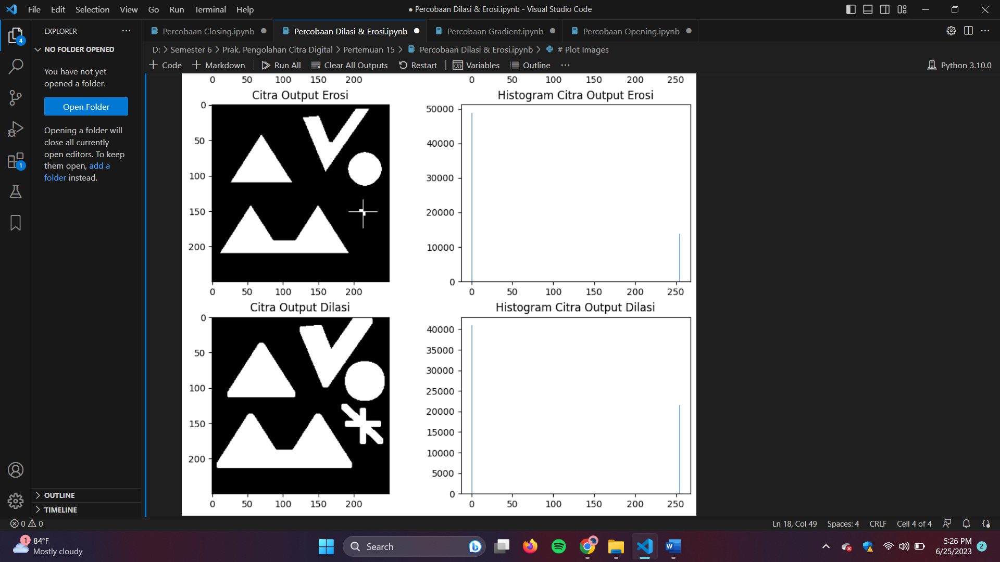 File Edit Selection View Go Run Terminal Help
● Percobaan Dilasi & Erosi.ipynb - Visual Studio Code
EXPLORER
Percobaan Closing.ipynb
Percobaan Dilasi & Erosi.ipynb
Percobaan Gradient.ipynb
Percobaan Opening.ipynb
4
NO FOLDER OPENED
D: > Semester 6 > Prak. Pengolahan Citra Digital > Pertemuan 15 > Percobaan Dilasi & Erosi.ipynb > # Plot Images
+ Code + Markdown Run All Clear All Outputs Restart Variables Outline ...
Python 3.10.0
You have not yet
opened a folder.
Open Folder
Opening a folder will
close all currently
open editors. To keep
them open, add a
folder instead.
1
0 50 100 150 200
0 50 100 150 200 250
Citra Output Erosi
0
50
100
150
200
0 50 100 150 200
Histogram Citra Output Erosi
50000
40000
30000
20000
10000
0
0 50 100 150 200 250
Citra Output Dilasi
0
50
100
150
200
0 50 100 150 200
Histogram Citra Output Dilasi
40000
35000
30000
25000
20000
15000
10000
5000
0
0 50 100 150 200 250
OUTLINE
TIMELINE
0 0
Ln 18, Col 49 Spaces: 4 CRLF Cell 4 of 4
1
84°F
Mostly cloudy
Search
W
5:26 PM
6/25/2023
2